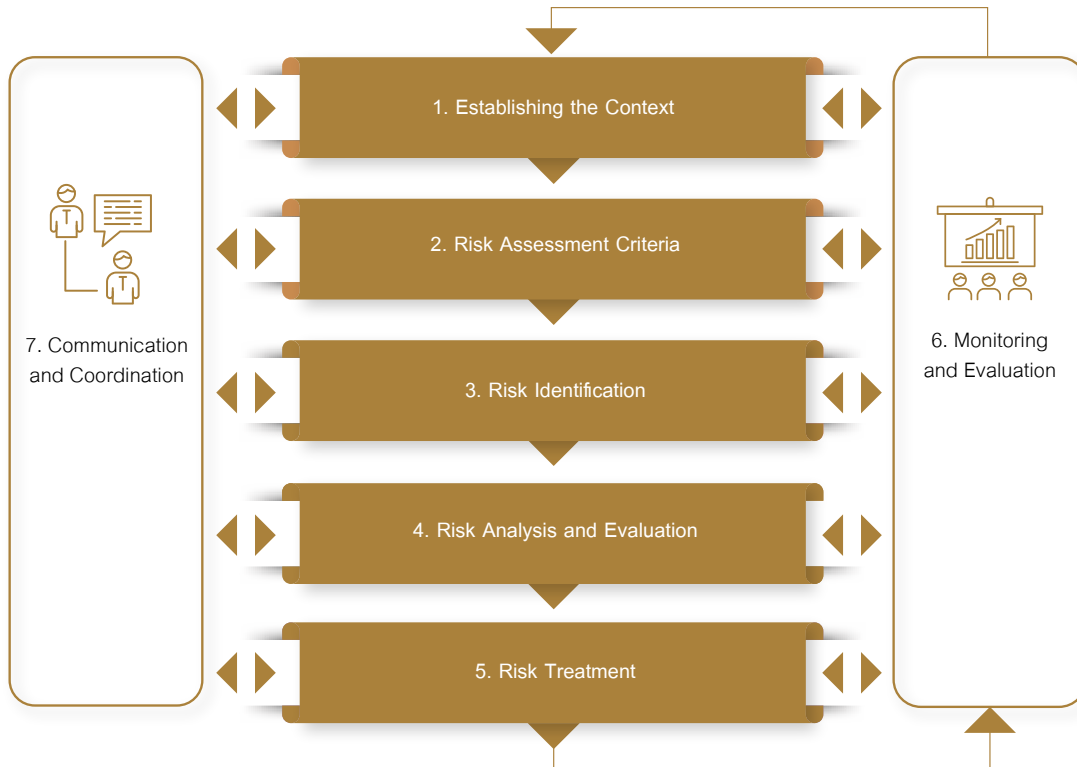 1. Establishing the Context
2. Risk Assessment Criteria
3. Risk Identification
4. Risk Analysis and Evaluation
5. Risk Treatment
6. Monitoring
and Evaluation
7. Communication
and Coordination